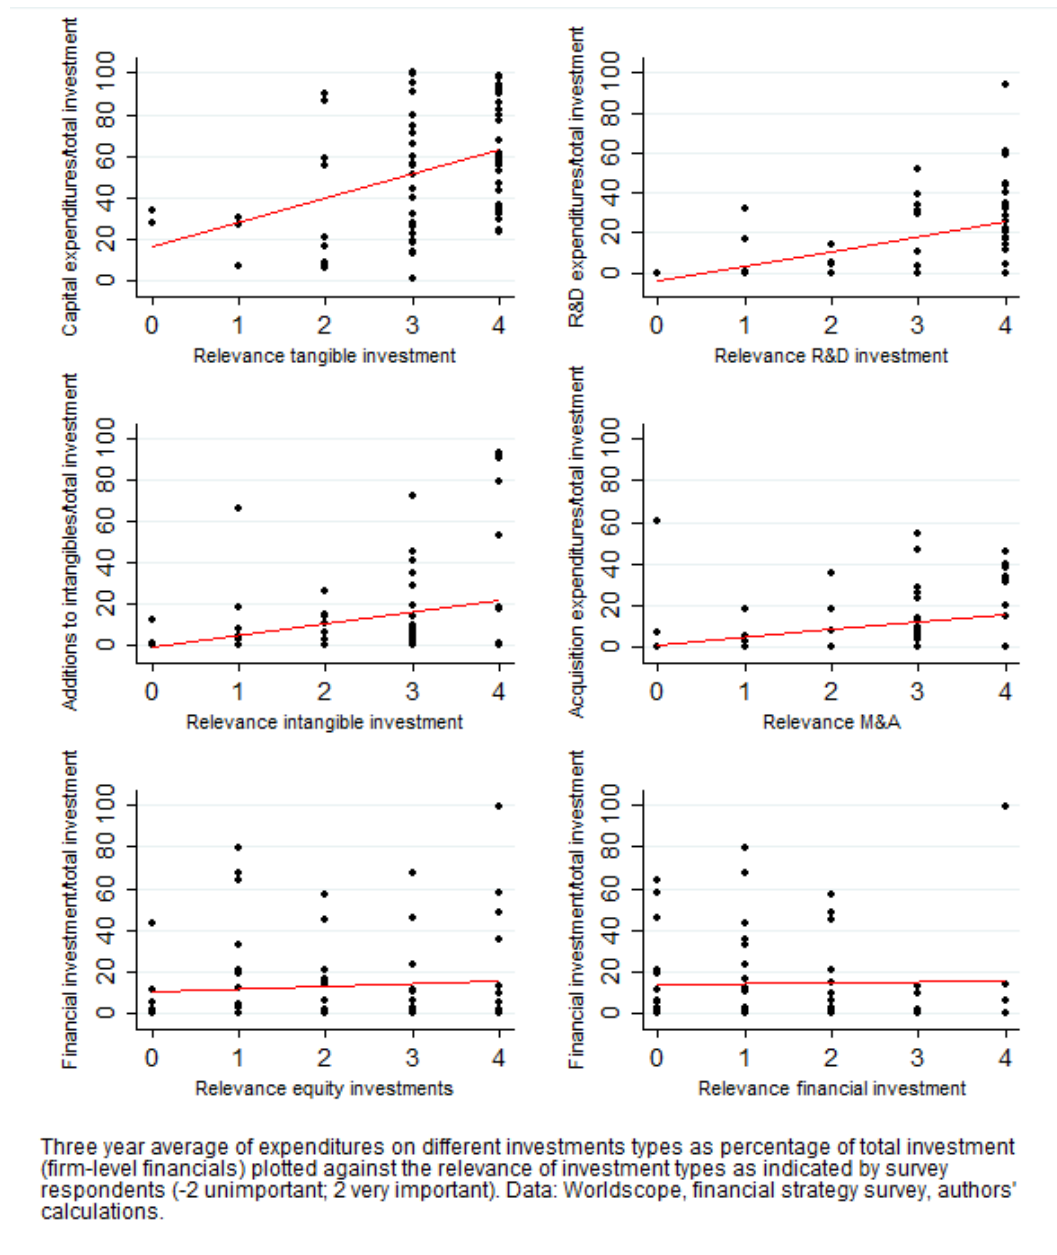 Capital expenditures/total investment
100
80
60
40
20
0
0 1 2 3 4
Relevance tangible investment
R&D expenditures/total investment
100
80
60
40
20
0
0 1 2 3 4
Relevance R&D investment
Additions to intangibles/total investment
100
80
60
40
20
0
0 1 2 3 4
Relevance intangible investment
Acquisition expenditures/total investment
100
80
60
40
20
0
0 1 2 3 4
Relevance M&A
Financial investment/total investment
100
80
60
40
20
0
0 1 2 3 4
Relevance equity investments
Financial investment/total investment
100
80
60
40
20
0
0 1 2 3 4
Relevance financial investment
Three year average of expenditures on different investments types as percentage of total investment
(firm-level financials) plotted against the relevance of investment types as indicated by survey
respondents (-2 unimportant; 2 very important). Data: Worldscope, financial strategy survey, authors'
calculations.